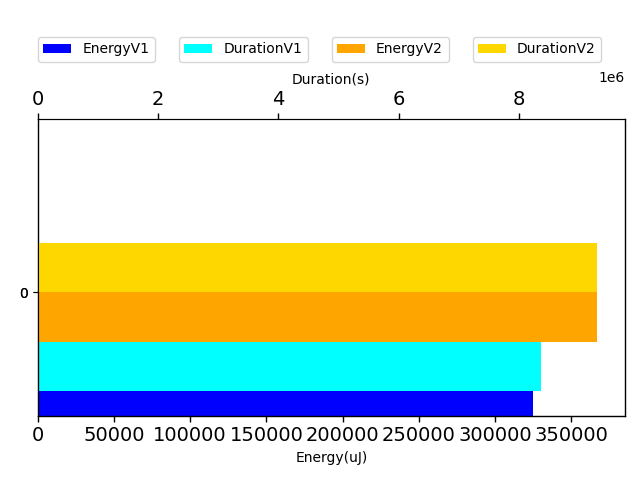 EnergyV1 DurationV1 EnergyV2 DurationV2
Duration(s) 1e6
0 2 4 6 8
0
0 50000 100000 150000 200000 250000 300000 350000
Energy(uJ)